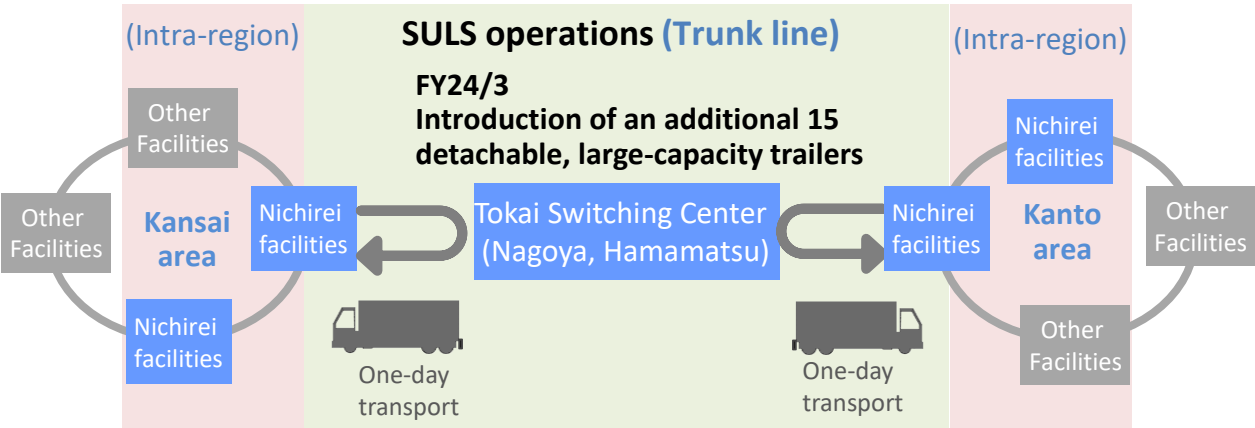 (Intra-region)
SULS operations (Trunk line)
(Intra-region)
FY24/3
Introduction of an additional 15
detachable, large-capacity trailers
Other
Facilities
Other
Facilities
Kansai
area
Nichirei
facilities
Nichirei
facilities
Tokai Switching Center
(Nagoya, Hamamatsu)
One-day
transport
One-day
transport
Nichirei
facilities
Nichirei
facilities
Kanto
area
Other
Facilities
Other
Facilities